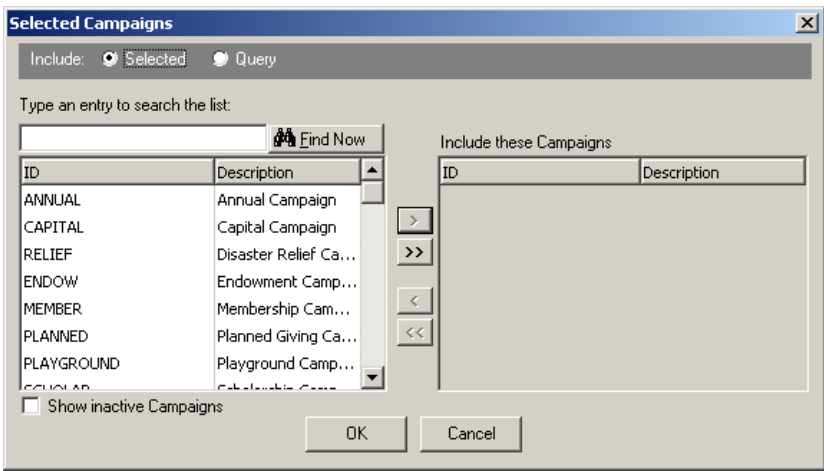 Selected Campaigns
Include: Selected Query
Type an entry to search the list:
Find Now
Include these Campaigns
ID Description
ID Description
ANNUAL Annual Campaign
CAPITAL Capital Campaign
RELIEF Disaster Relief Ca...
ENDOW Endowment Camp...
MEMBER Membership Cam...
PLANNED Planned Giving Ca...
PLAYGROUND Playground Camp...
>
>>
<
<<
Show inactive Campaigns
OK Cancel